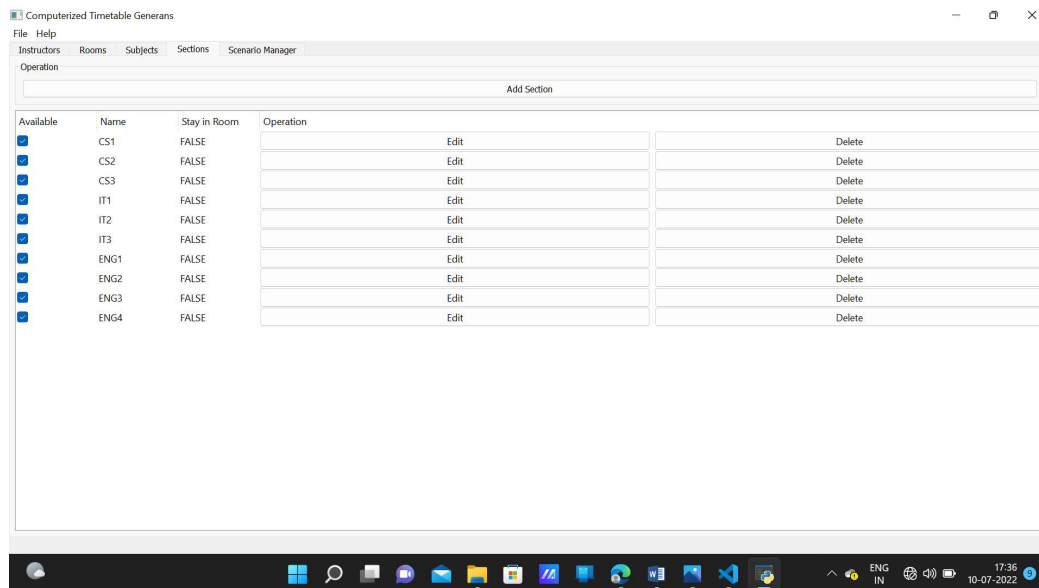 Computerized Timetable Generans
File Help
Instructors Rooms Subjects Sections Scenario Manager
Operation
Add Section
Available Name Stay in Room Operation
CS1 FALSE Edit Delete
CS2 FALSE Edit Delete
CS3 FALSE Edit Delete
IT1 FALSE Edit Delete
IT2 FALSE Edit Delete
IT3 FALSE Edit Delete
ENG1 FALSE Edit Delete
ENG2 FALSE Edit Delete
ENG3 FALSE Edit Delete
ENG4 FALSE Edit Delete
ENG 17:36
IN 10-07-2022 9